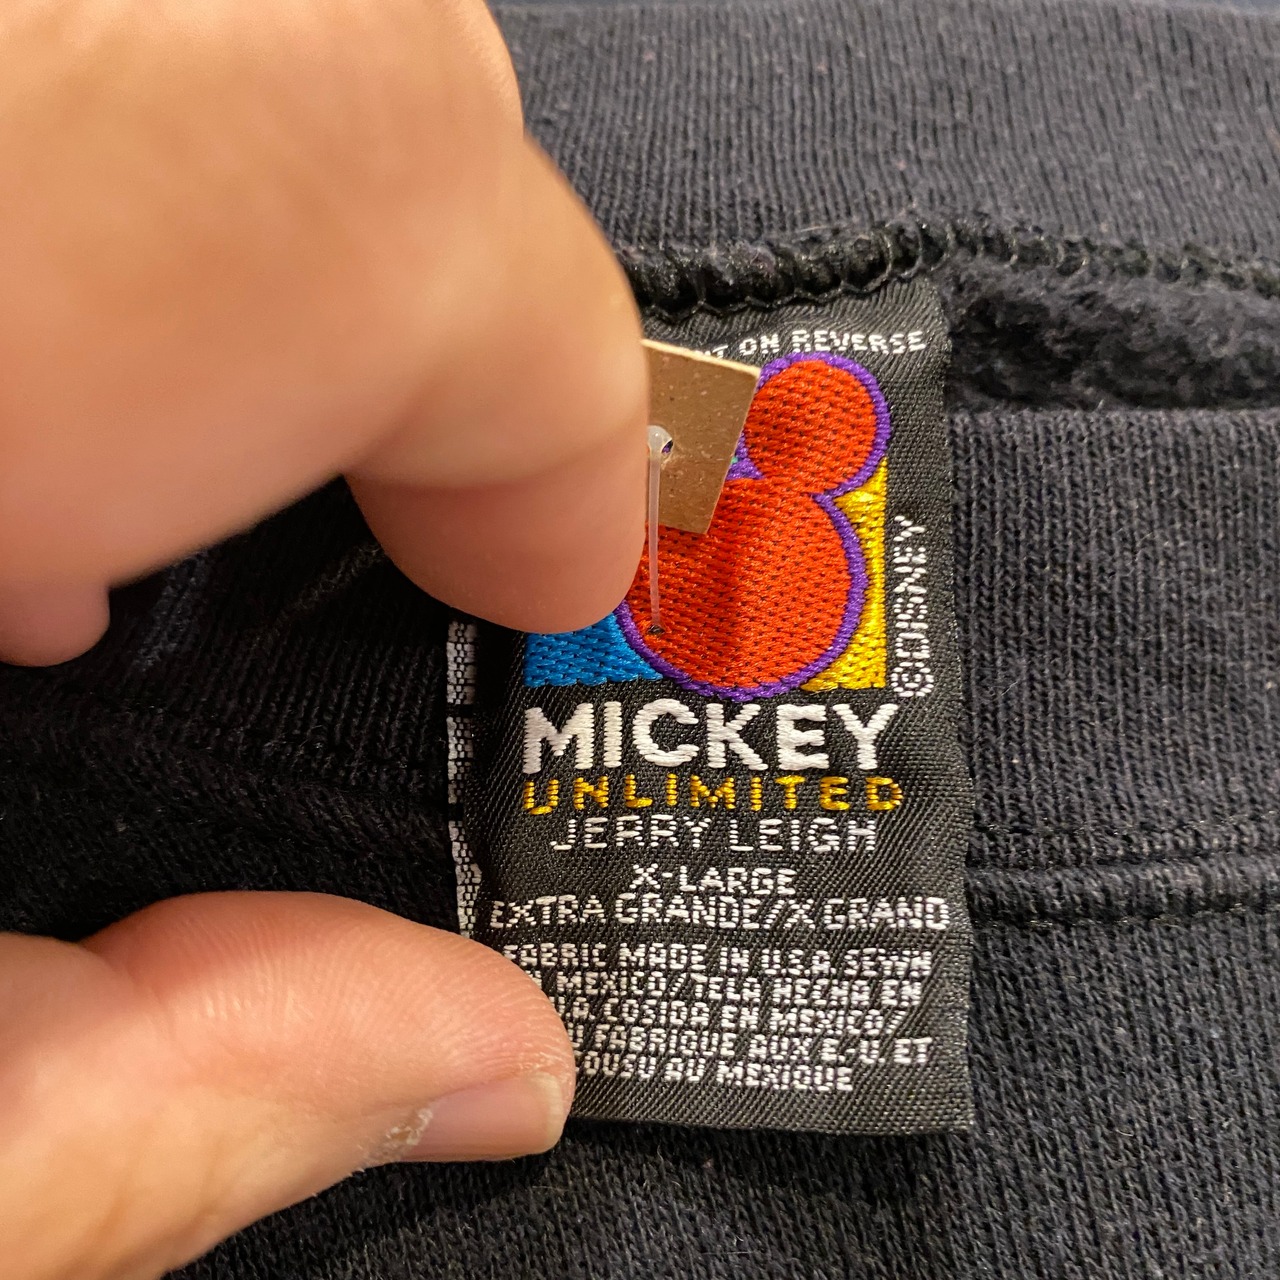 ON REVERSE
©DISNEY
MICKEY
UNLIMITED
JERRY LEIGH
X-LARGE
EXTRA GRANDE/X GRAND
FABRIC MADE IN U.S.A. SEWN
MEXICO/TELA HECHA EN
COSIDA EN MEXICO/
AUX E.-U. ET
COUSU AU MEXIQUE